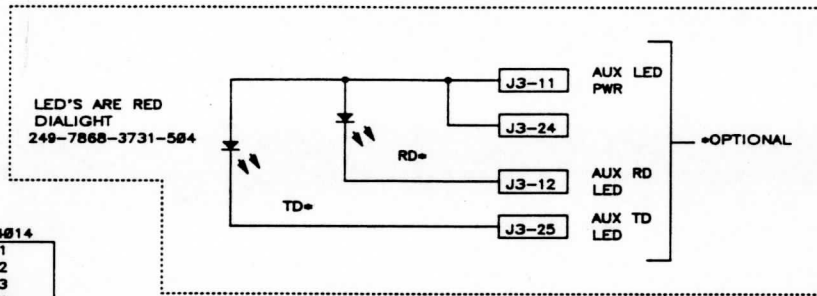 LED'S ARE RED
DIALIGHT
249-7868-3731-504
J3-11
AUX LED
PWR
J3-24
*OPTIONAL
RD*
J3-12
AUX RD
LED
TD*
J3-25
AUX TD
LED
4014
1
2
3